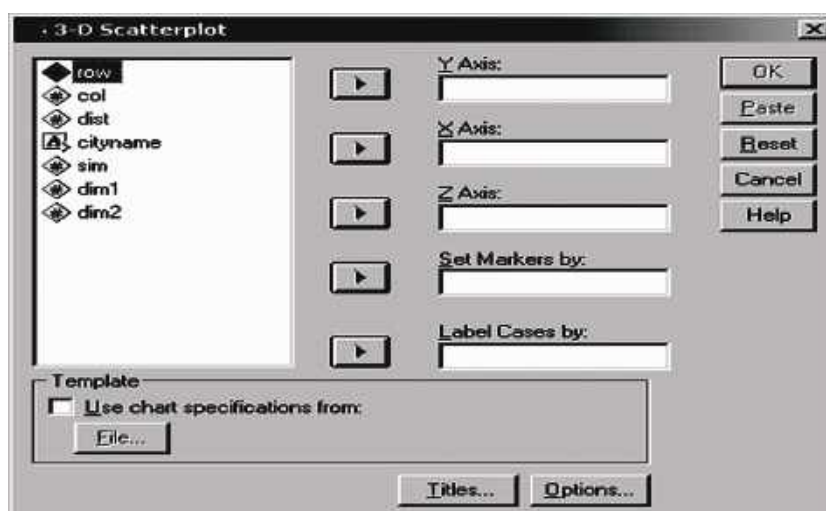 3-D Scatterplot
row
col
dist
cityname
sim
dim1
dim2
Y Axis:
X Axis:
Z Axis:
Set Markers by:
Label Cases by:
OK
Paste
Reset
Cancel
Help
Template
Use chart specifications from:
File...
Titles...
Options...